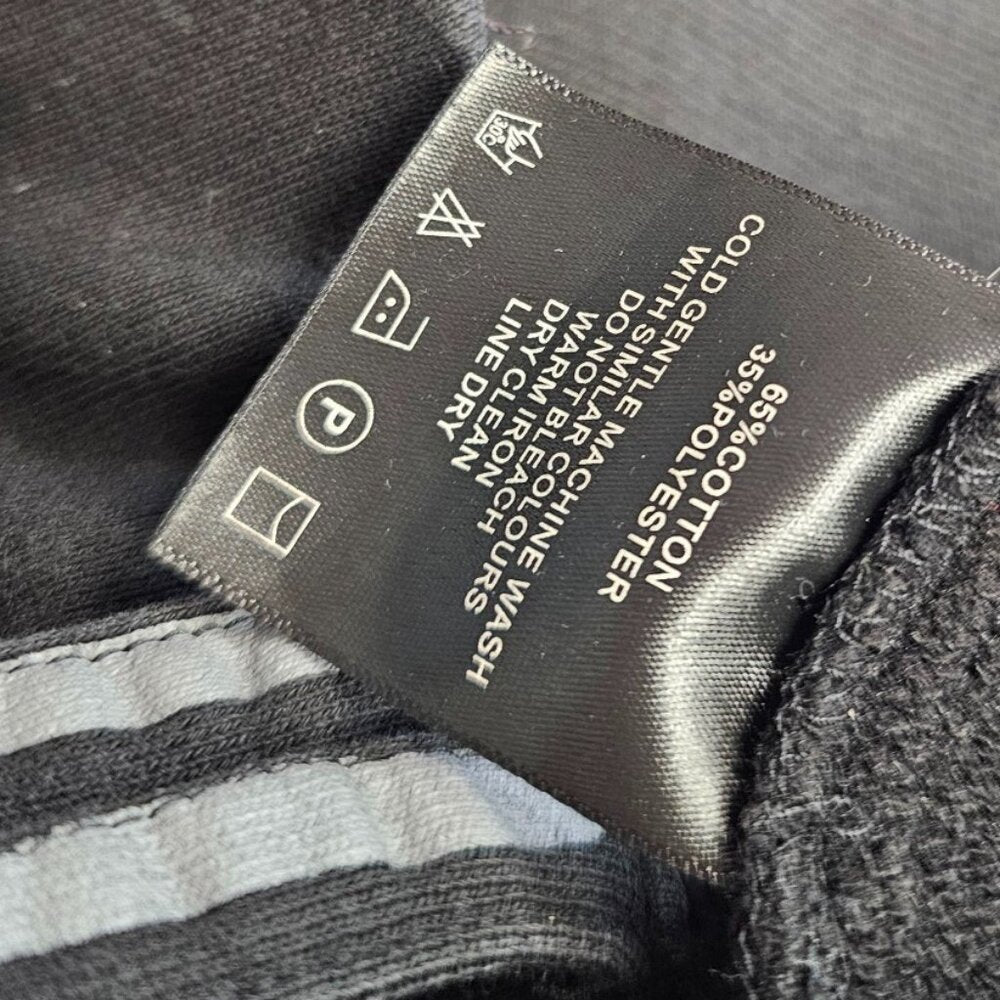 65%COTTON
35%POLYESTER
COLD GENTLE MACHINE WASH
WITH SIMILAR COLOURS
DO NOT BLEACH
WARM IRON
DRY CLEAN
LINE DRY
30C
P